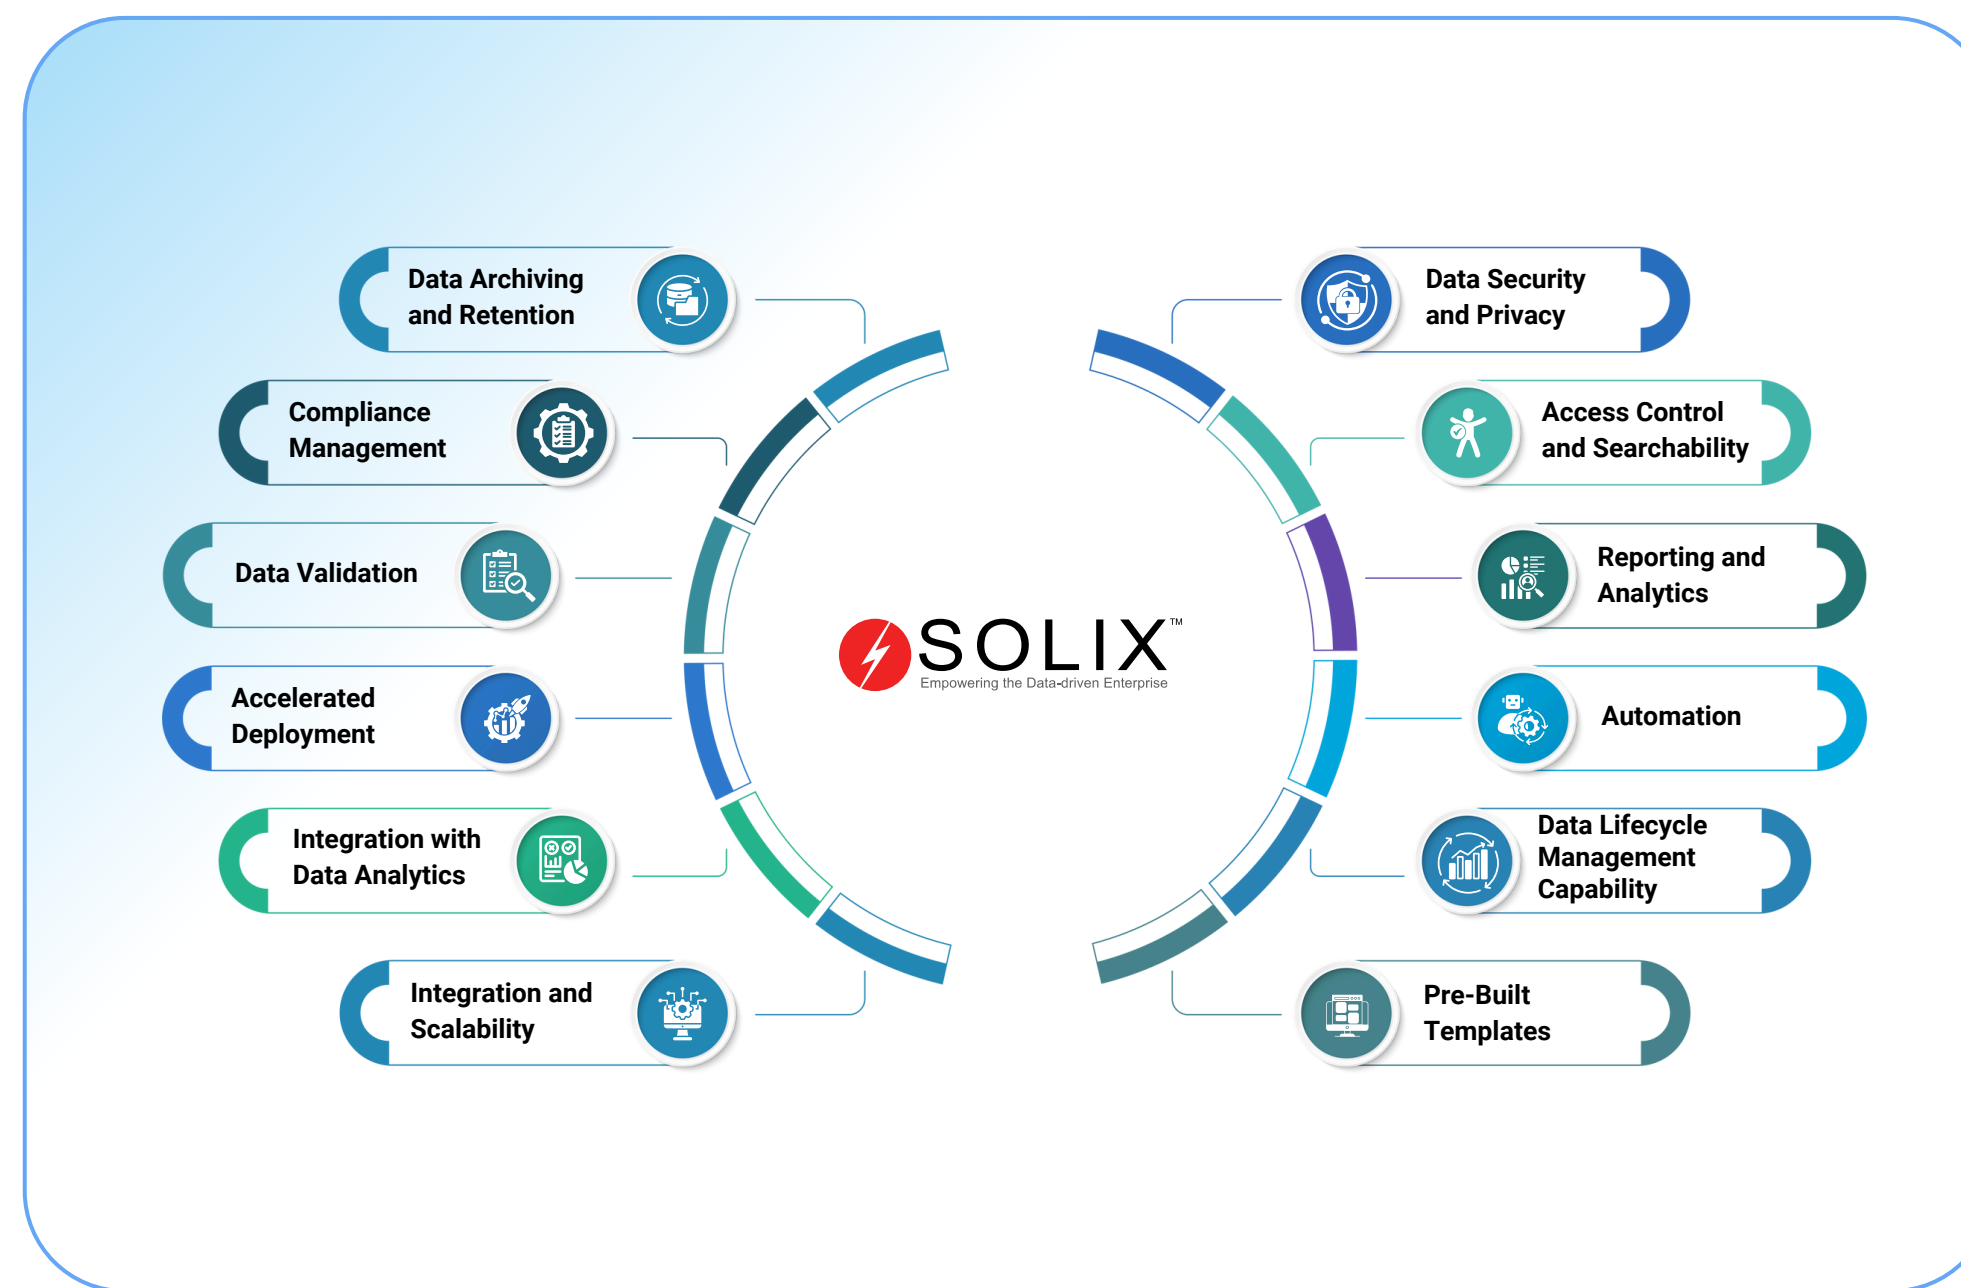 Data Archiving
and Retention
Compliance
Management
Data Validation
Accelerated
Deployment
Integration with
Data Analytics
Integration and
Scalability
SOLIX™
Empowering the Data-driven Enterprise
Data Security
and Privacy
Access Control
and Searchability
Reporting and
Analytics
Automation
Data Lifecycle
Management
Capability
Pre-Built
Templates